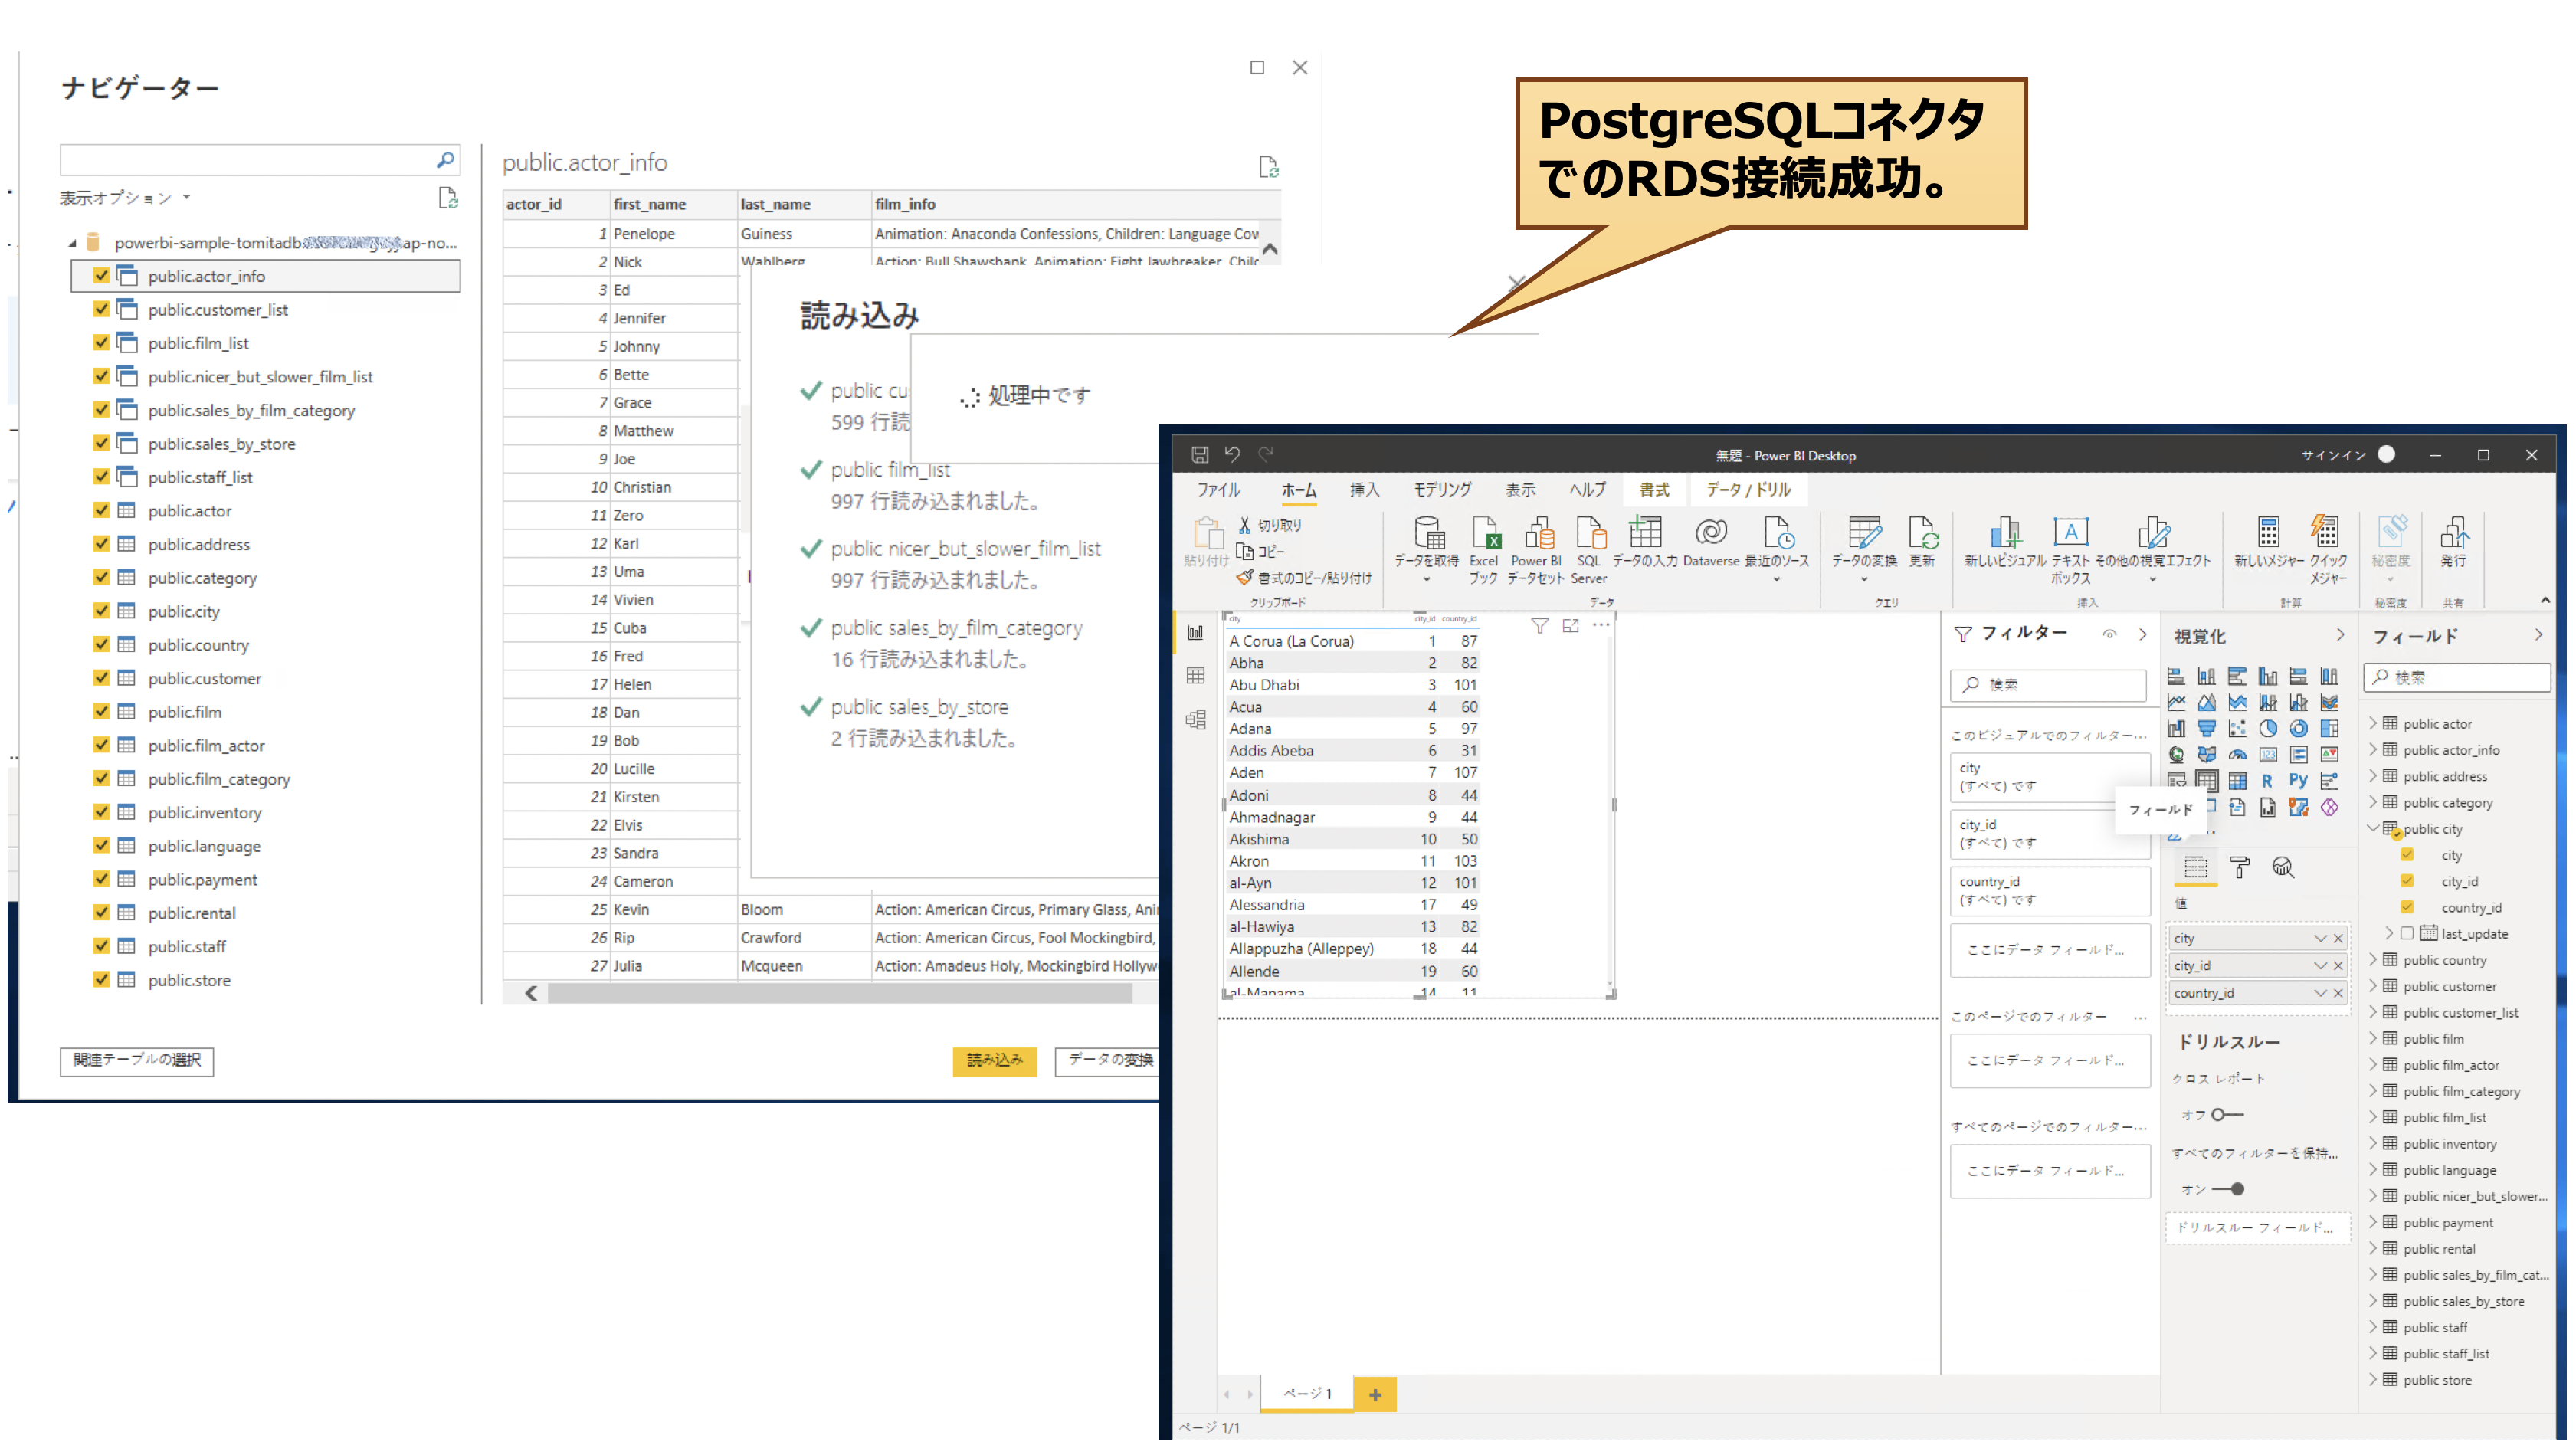 ナビゲーター
表示オプション
powerbi-sample-tomitadb. ap-no...
public.actor_info
public.customer_list
public.film_list
public.nicer_but_slower_film_list
public.sales_by_film_category
public.sales_by_store
public.staff_list
public.actor
public.address
public.category
public.city
public.country
public.customer
public.film
public.film_actor
public.film_category
public.inventory
public.language
public.payment
public.rental
public.staff
public.store
関連テーブルの選択
public.actor_info
actor_id first_name last_name film_info
1 Penelope Guiness Animation: Anaconda Confessions, Children: Language Cow
2 Nick Wahlberg Action: Bull Shawshank, Animation: Fight Jawbreaker, Chil
3 Ed
4 Jennifer
5 Johnny
6 Bette
7 Grace
8 Matthew
9 Joe
10 Christian
11 Zero
12 Karl
13 Uma
14 Vivien
15 Cuba
16 Fred
17 Helen
18 Dan
19 Bob
20 Lucille
21 Kirsten
22 Elvis
23 Sandra
24 Cameron
25 Kevin Bloom Action: American Circus, Primary Glass, Ani
26 Rip Crawford Action: American Circus, Fool Mockingbird,
27 Julia Mcqueen Action: Amadeus Holy, Mockingbird Hollyw
読み込み データの変換
読み込み
public cu
599 行読
public film_list
997 行読み込まれました。
public nicer_but_slower_film_list
997 行読み込まれました。
public sales_by_film_category
16 行読み込まれました。
public sales_by_store
2 行読み込まれました。
処理中です
PostgreSQLコネクタ
でのRDS接続成功。
無題 - Power BI Desktop サインイン
ファイル ホーム 挿入 モデリング 表示 ヘルプ 書式 データ / ドリル
貼り付け
切り取り
コピー
書式のコピー/貼り付け
クリップボード
データを取得
Excel
ブック
Power BI
データセット
SQL
Server
データの入力
Dataverse
最近のソース
データ
データの変換
更新
クエリ
新しいビジュアル
テキスト
ボックス
その他の視覚エフェクト
挿入
新しいメジャー
クイック
メジャー
計算
秘密度
秘密度
発行
共有
city city_id country_id
A Corua (La Corua) 1 87
Abha 2 82
Abu Dhabi 3 101
Acua 4 60
Adana 5 97
Addis Abeba 6 31
Aden 7 107
Adoni 8 44
Ahmadnagar 9 44
Akishima 10 50
Akron 11 103
al-Ayn 12 101
Alessandria 17 49
al-Hawiya 13 82
Allappuzha (Alleppey) 18 44
Allende 19 60
al-Manama 14 11
フィルター
検索
このビジュアルでのフィルター...
city
(すべて) です
city_id
(すべて) です
country_id
(すべて) です
ここにデータ フィールド...
このページでのフィルター ...
ここにデータ フィールド...
すべてのページでのフィルター...
ここにデータ フィールド...
視覚化
123
R Py
フィールド
値
city
city_id
country_id
ドリルスルー
クロス レポート
オフ
すべてのフィルターを保持...
オン
ドリルスルー フィールド...
フィールド
検索
public actor
public actor_info
public address
public category
public city
city
city_id
country_id
last_update
public country
public customer
public customer_list
public film
public film_actor
public film_category
public film_list
public inventory
public language
public nicer_but_slower...
public payment
public rental
public sales_by_film_cat...
public sales_by_store
public staff
public staff_list
public store
ページ 1
ページ 1/1